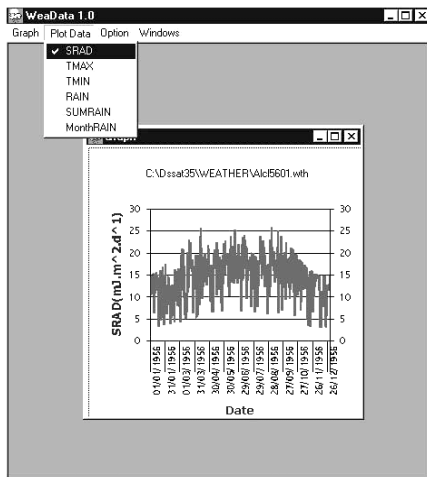 WeaData 1.0
Graph Plot Data Option Windows
SRAD
TMAX
TMIN
RAIN
SUMRAIN
MonthRAIN
C:\Dssat35\WEATHER\Alcl5601.wth
30 30
25 25
20 20
15 15
10 10
5 5
0 0
SRAD(mJ.m^2.d^1)
01/01/1956
31/01/1956
01/03/1956
31/03/1956
30/04/1956
30/05/1956
29/06/1956
29/07/1956
28/08/1956
27/09/1956
27/10/1956
26/11/1956
26/12/1956
Date